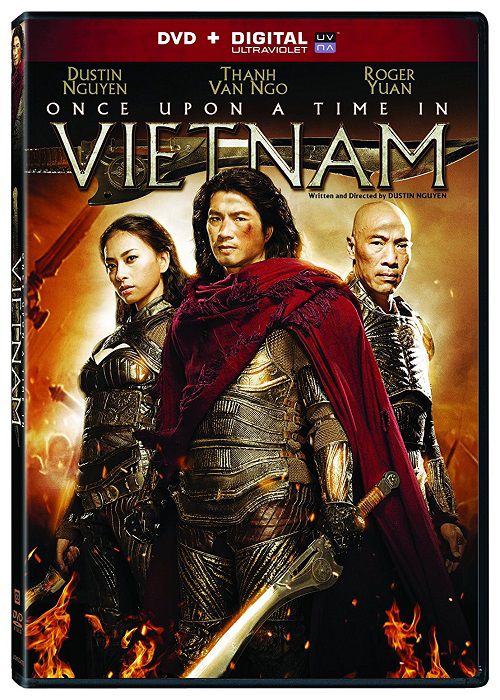 DVD + DIGITAL
ULTRAVIOLET
UV
DUSTIN
NGUYEN
THANH
VAN NGO
ROGER
YUAN
ONCE UPON A TIME IN
VIETNAM
Written and Directed by DUSTIN NGUYEN
VIETNAM
DVD